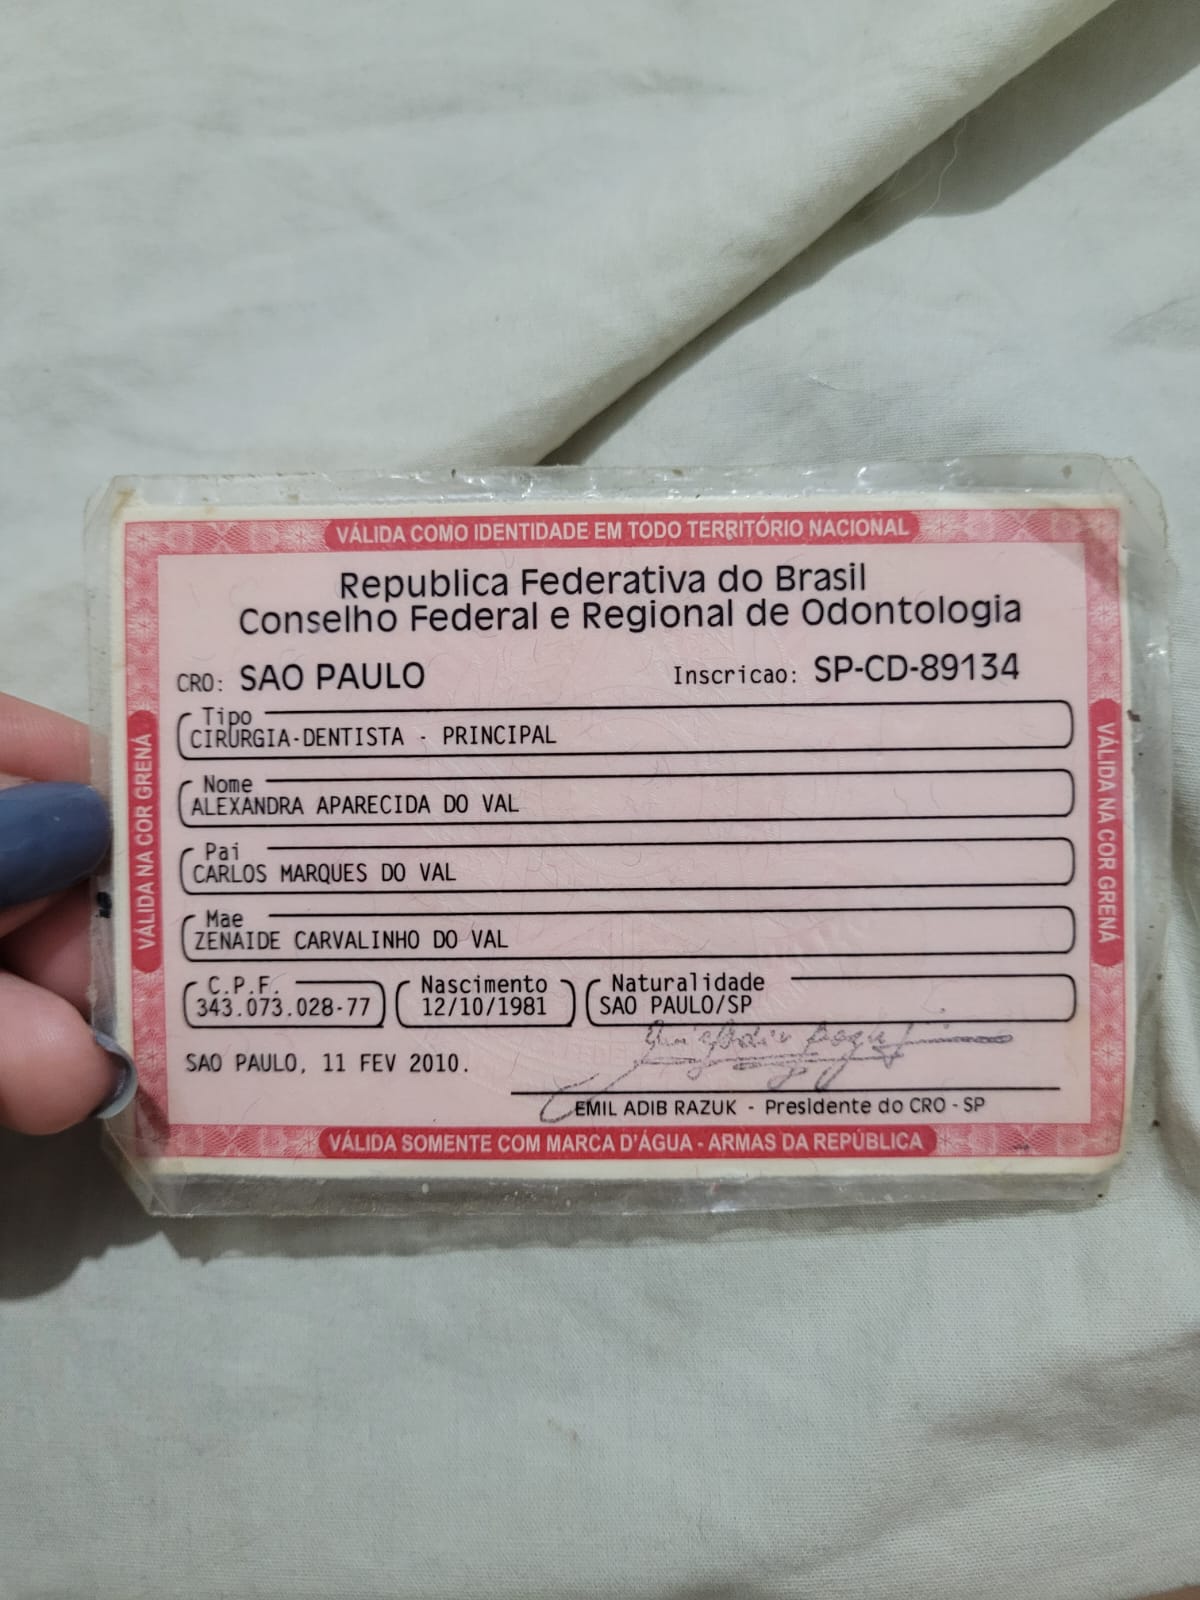 VÁLIDA COMO IDENTIDADE EM TODO TERRITÓRIO NACIONAL
Republica Federativa do Brasil
Conselho Federal e Regional de Odontologia
CRO: SAO PAULO Inscricao: SP-CD-89134
Tipo
CIRURGIA-DENTISTA - PRINCIPAL
Nome
ALEXANDRA APARECIDA DO VAL
Pai
CARLOS MARQUES DO VAL
Mae
ZENAIDE CARVALINHO DO VAL
C.P.F. Nascimento Naturalidade
343.073.028-77 12/10/1981 SAO PAULO/SP
SAO PAULO, 11 FEV 2010.
EMIL ADIB RAZUK - Presidente do CRO - SP
VÁLIDA SOMENTE COM MARCA D'ÁGUA - ARMAS DA REPÚBLICA
VÁLIDA NA COR GRENÁ
VÁLIDA NA COR GRENÁ